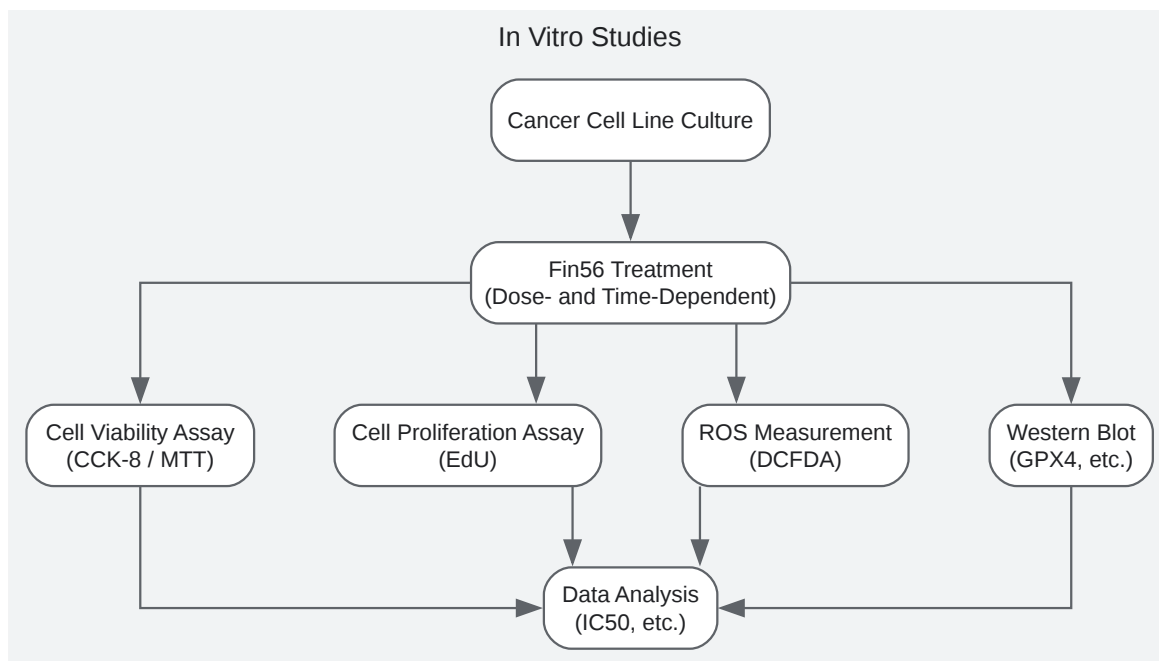 In Vitro Studies
Cancer Cell Line Culture
Fin56 Treatment
(Dose- and Time-Dependent)
Cell Viability Assay
(CCK-8 / MTT)
Cell Proliferation Assay
(EdU)
ROS Measurement
(DCFDA)
Western Blot
(GPX4, etc.)
Data Analysis
(IC50, etc.)